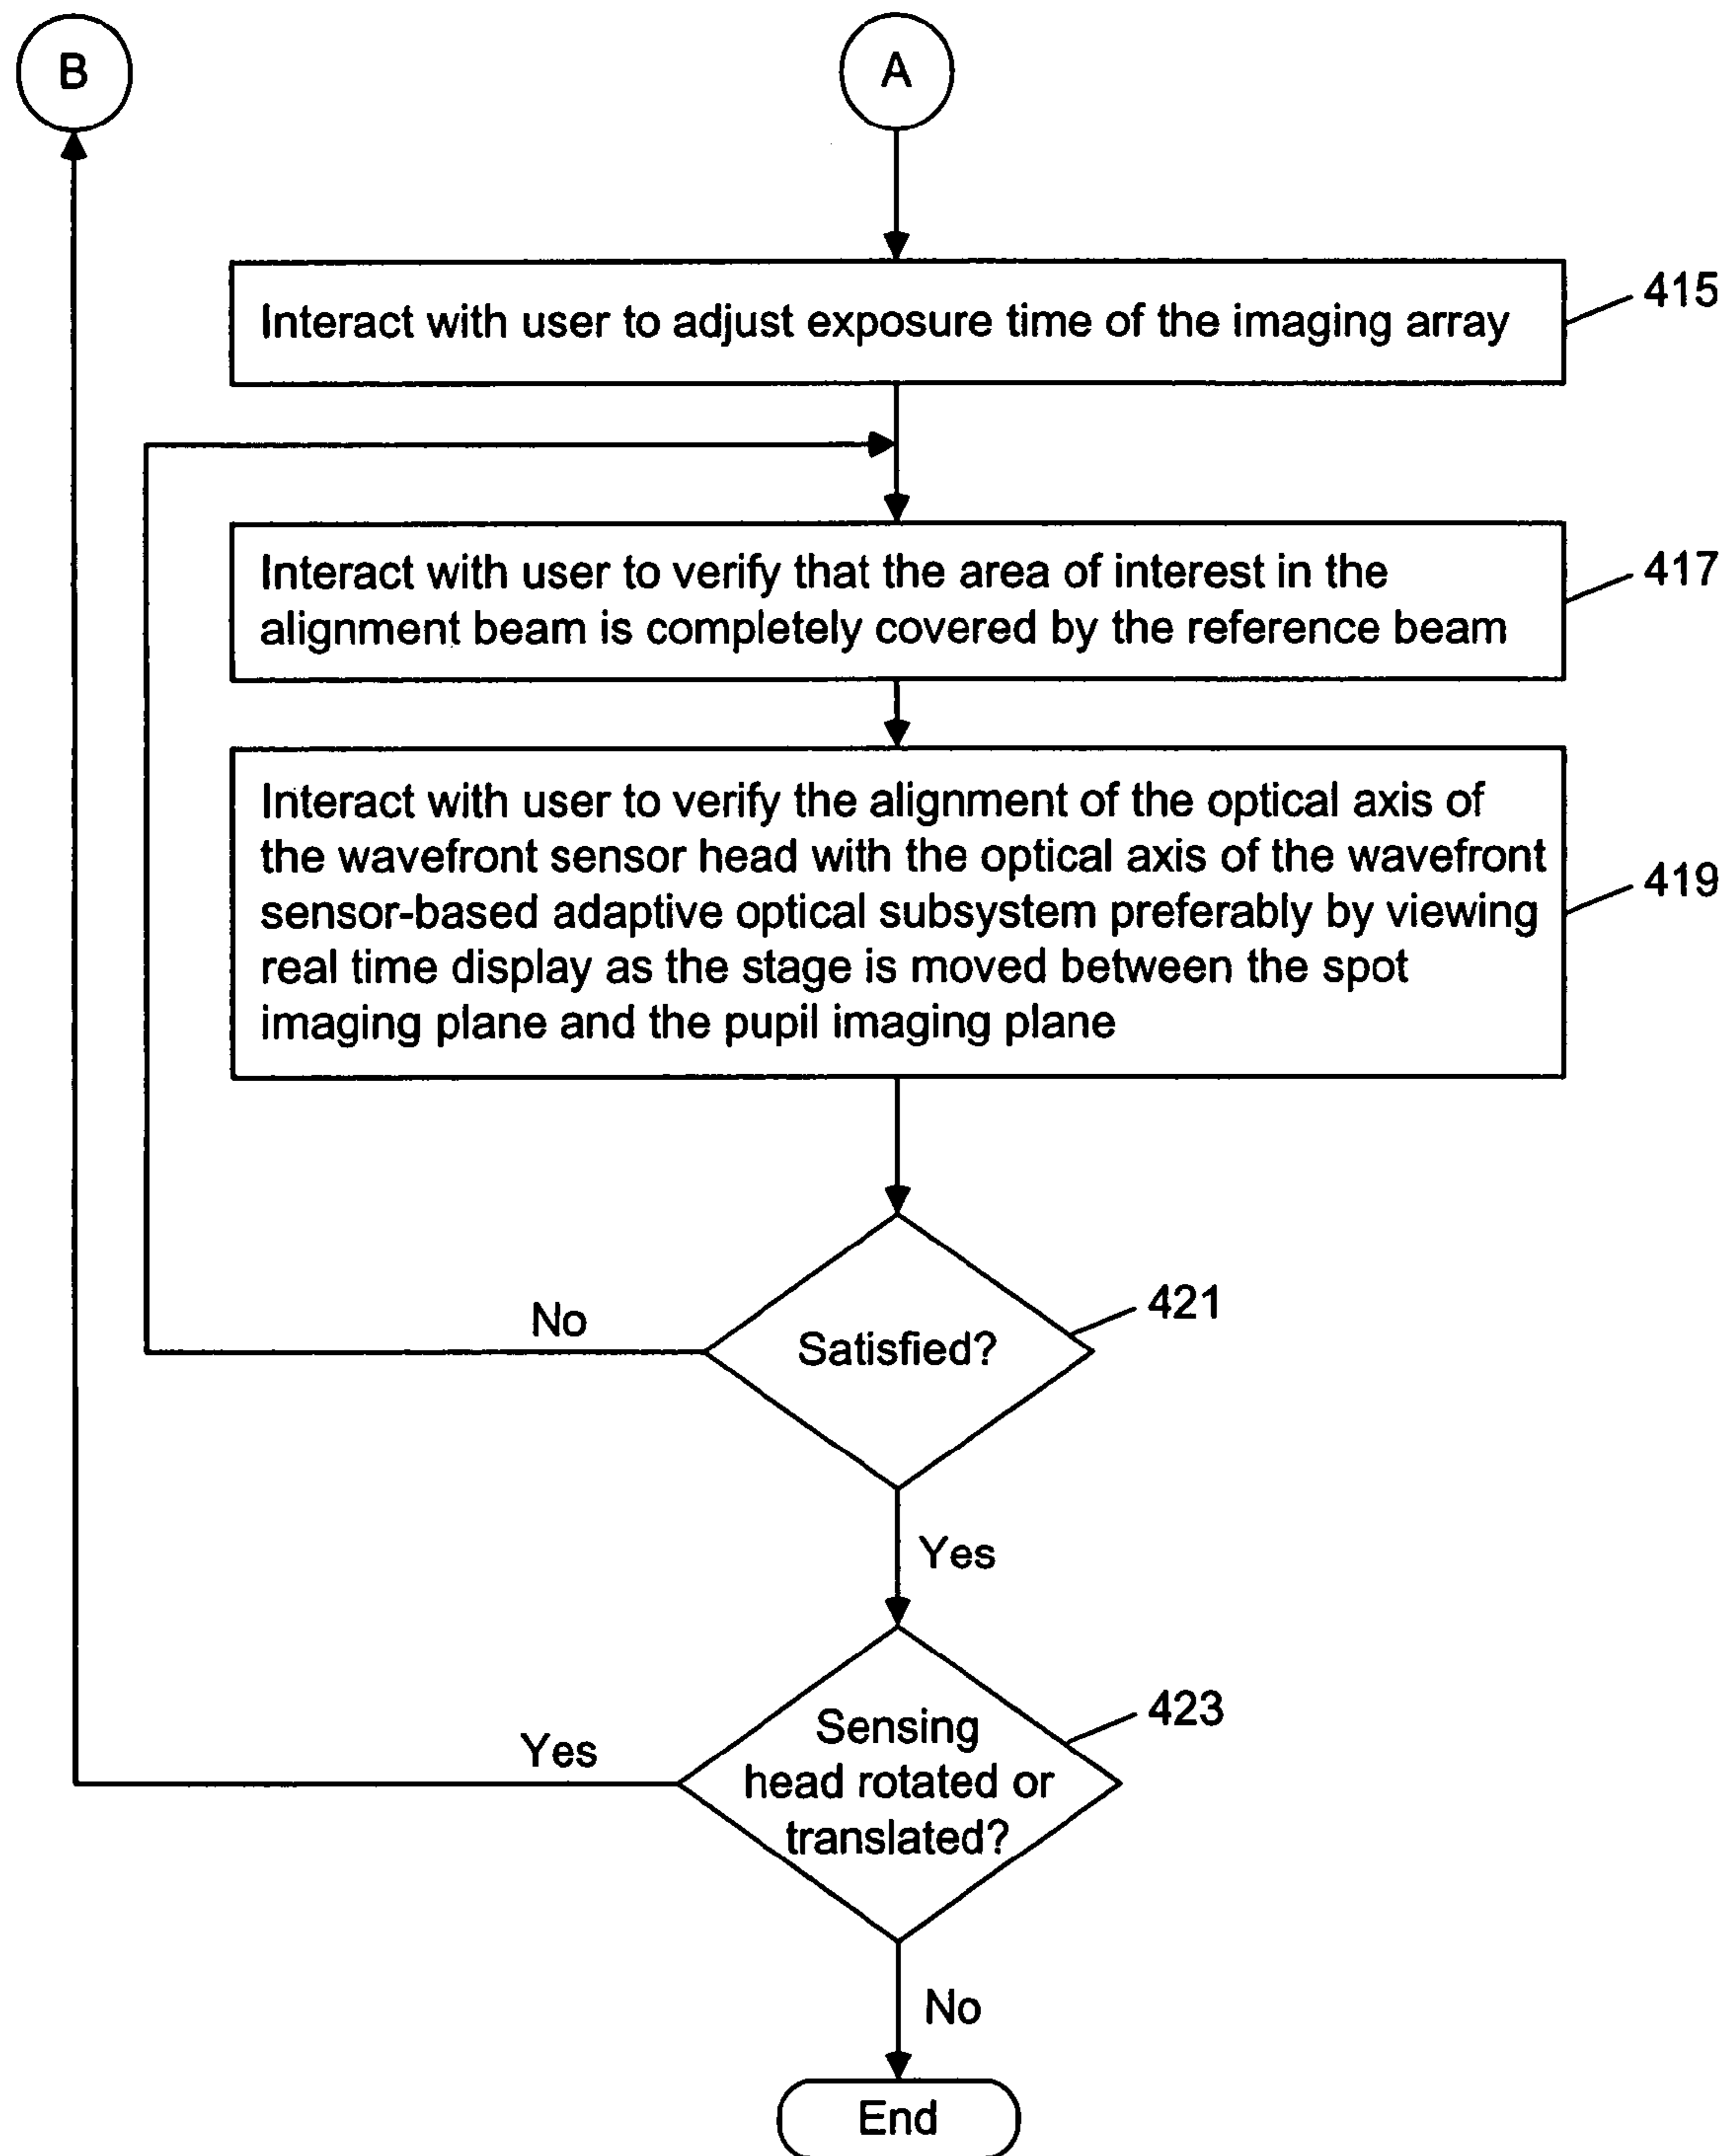 B
A
Interact with user to adjust exposure time of the imaging array
415
Interact with user to verify that the area of interest in the
alignment beam is completely covered by the reference beam
417
Interact with user to verify the alignment of the optical axis of
the wavefront sensor head with the optical axis of the wavefront
sensor-based adaptive optical subsystem preferably by viewing
real time display as the stage is moved between the spot
imaging plane and the pupil imaging plane
419
No
Satisfied?
421
Yes
Yes
Sensing
head rotated or
translated?
423
No
End